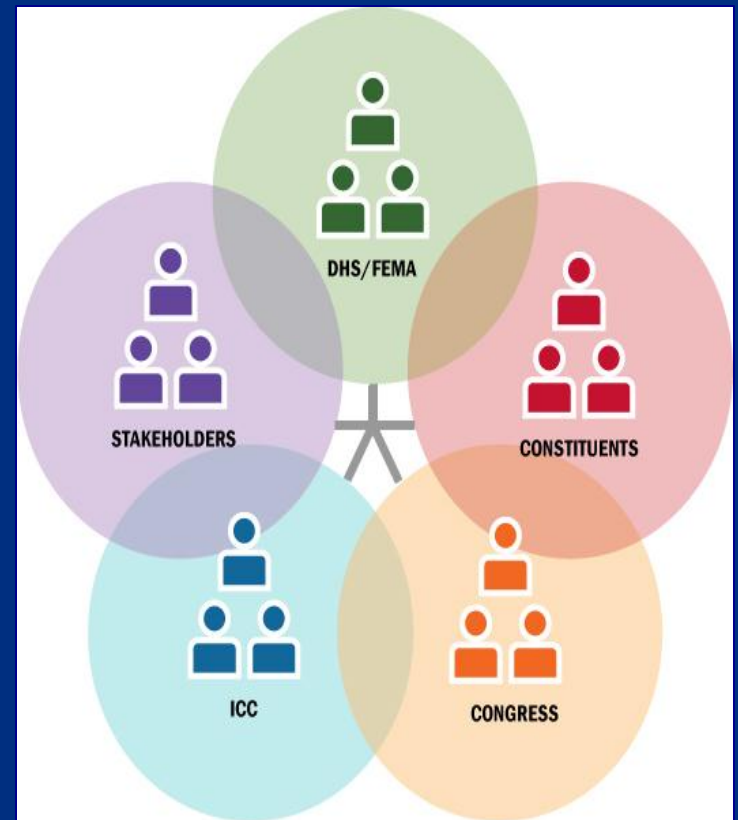 DHS/FEMA
STAKEHOLDERS
CONSTITUENTS
ICC
CONGRESS